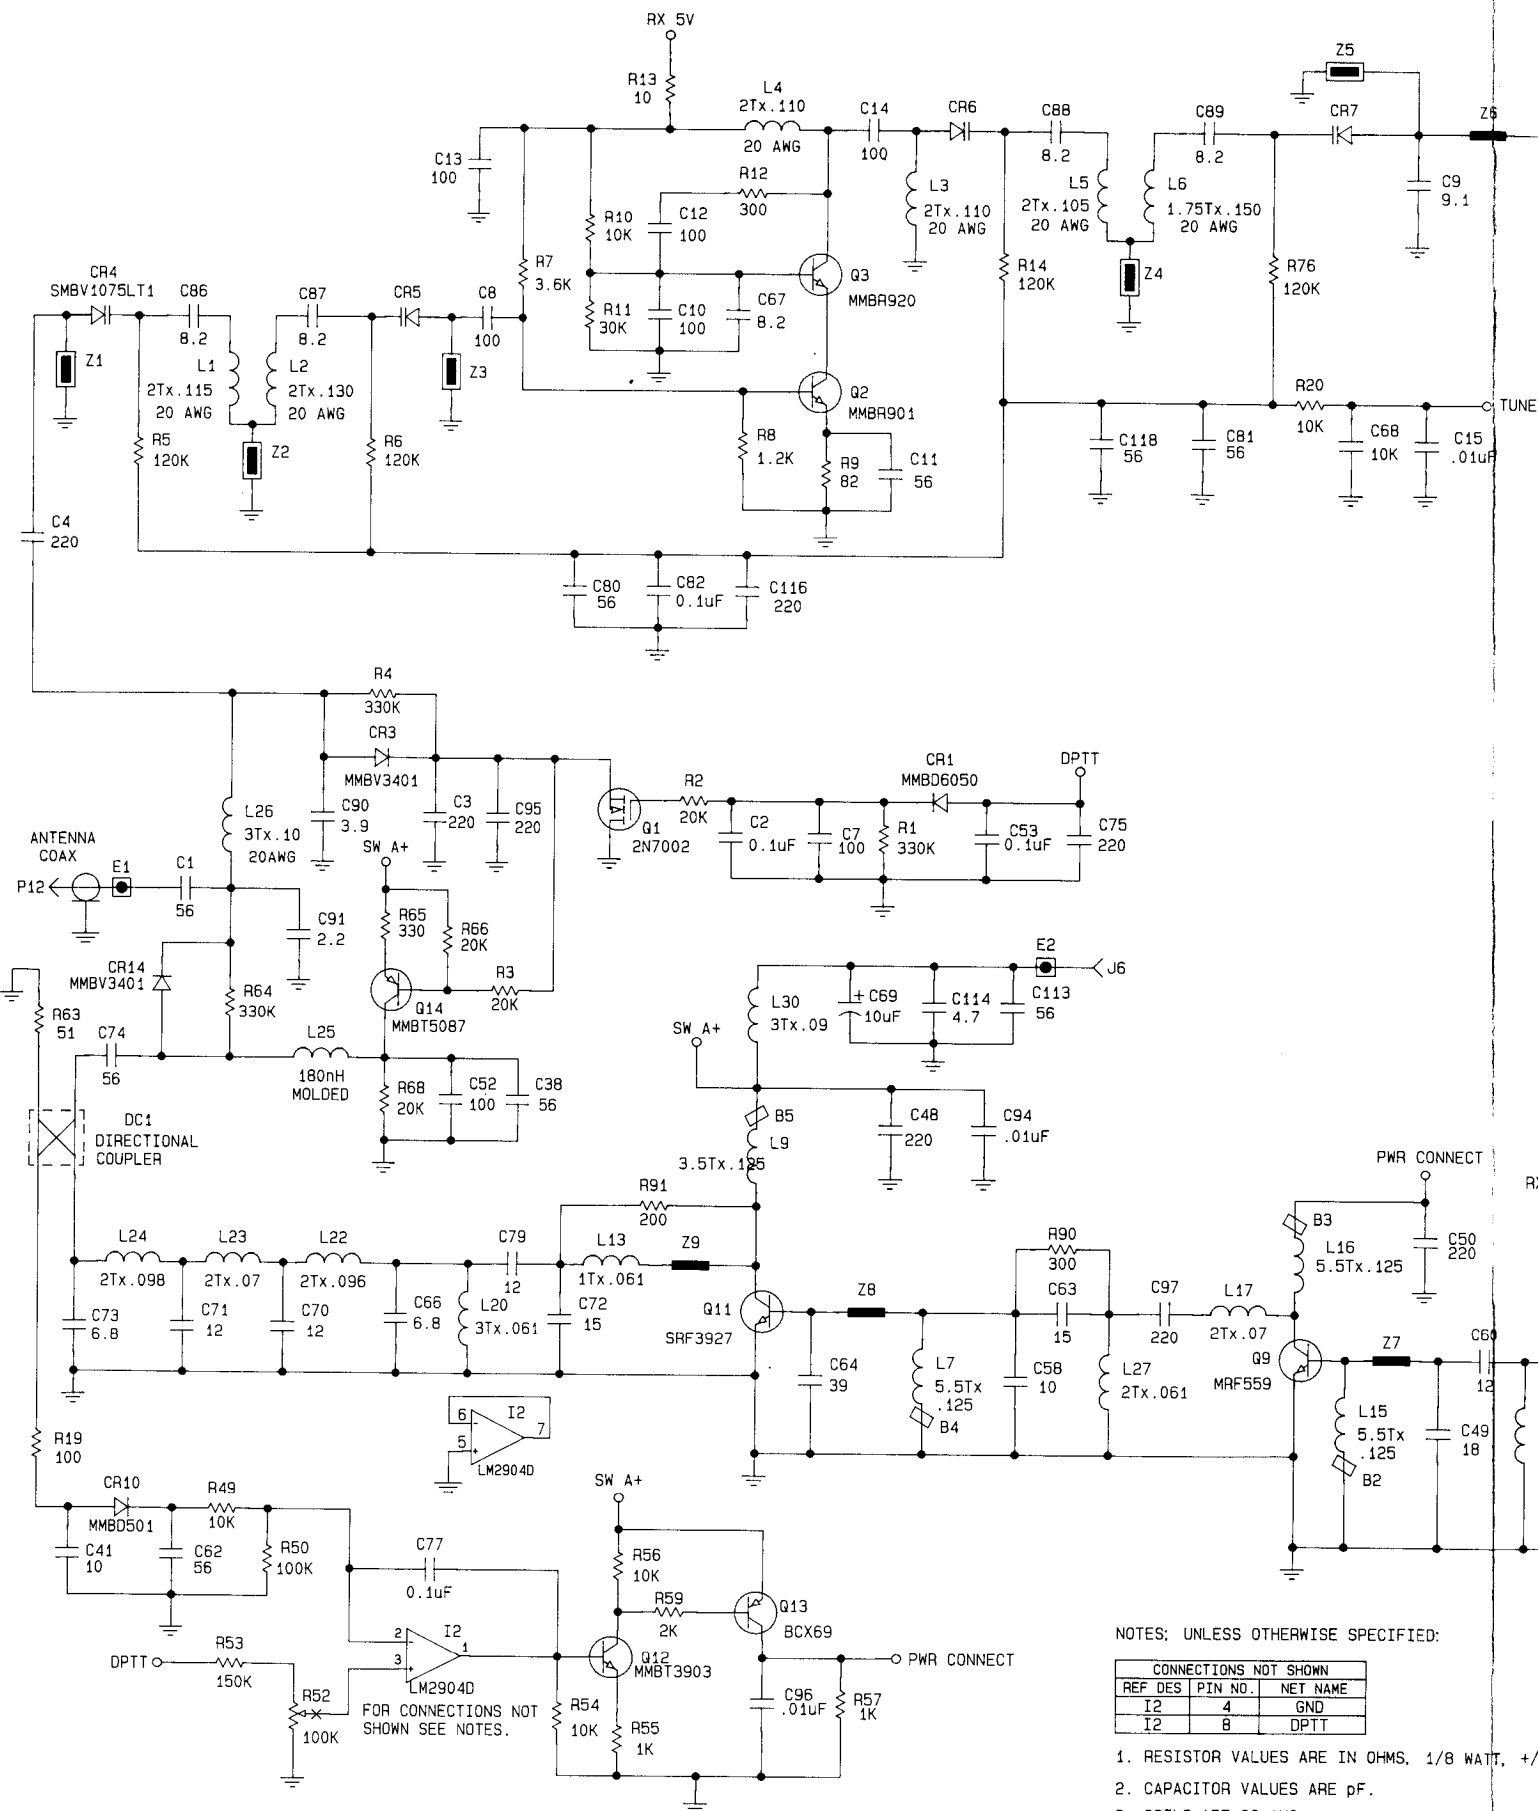 RX 5V
R13
10
L4
2Tx.110
20 AWG
C14
100
CR6
C88
8.2
C89
8.2
Z5
CR7
Z6
C13
100
R12
300
L3
2Tx.110
20 AWG
L5
2Tx.105
20 AWG
L6
1.75Tx.150
20 AWG
C9
9.1
R10
10K
C12
100
R7
3.6K
Q3
MMBR920
R14
120K
Z4
R76
120K
CR4
SMBV1075LT1
C86
8.2
C87
8.2
CR5
C8
100
R11
30K
C10
100
C67
8.2
Z1
L1
2Tx.115
20 AWG
L2
2Tx.130
20 AWG
Z3
Q2
MMBR901
R20
10K
TUNE
R5
120K
Z2
R6
120K
R8
1.2K
R9
82
C11
56
C118
56
C81
56
C68
10K
C15
.01uF
C4
220
C80
56
C82
0.1uF
C116
220
R4
330K
CR3
MMBV3401
CR1
MMBD6050
DPTT
R2
20K
L26
3Tx.10
20AWG
C90
3.9
C3
220
C95
220
Q1
2N7002
C2
0.1uF
C7
100
R1
330K
C53
0.1uF
C75
220
ANTENNA
COAX
P12
E1
C1
56
SW A+
C91
2.2
R65
330
R66
20K
CR14
MMBV3401
R64
330K
Q14
MMBT5087
R3
20K
E2
J6
L30
3Tx.09
+
C69
10uF
C114
4.7
C113
56
R63
51
C74
56
L25
180nH
MOLDED
SW A+
R68
20K
C52
100
C38
56
DC1
DIRECTIONAL
COUPLER
B5
L9
3.5Tx.125
C48
220
C94
.01uF
PWR CONNECT
R91
200
B3
L16
5.5Tx.125
C50
220
L24
2Tx.098
L23
2Tx.07
L22
2Tx.096
C79
12
L13
1Tx.061
Z9
R90
300
C73
6.8
C71
12
C70
12
C66
6.8
L20
3Tx.061
C72
15
Q11
SRF3927
Z8
C63
15
C97
220
L17
2Tx.07
Q9
MRF559
Z7
C60
12
C64
39
L7
5.5Tx
.125
B4
C58
10
L27
2Tx.061
L15
5.5Tx
.125
B2
C49
18
6
-
5
+
I2
7
LM2904D
R19
100
CR10
MMBD501
R49
10K
C41
10
C62
56
R50
100K
C77
0.1uF
SW A+
R56
10K
R59
2K
Q13
BCX69
2
-
3
+
I2
1
LM2904D
Q12
MMBT3903
PWR CONNECT
DPTT
R53
150K
R52
100K
FOR CONNECTIONS NOT
SHOWN SEE NOTES.
R54
10K
R55
1K
C96
.01uF
R57
1K
NOTES; UNLESS OTHERWISE SPECIFIED:
CONNECTIONS NOT SHOWN
REF DES PIN NO. NET NAME
I2 4 GND
I2 8 DPTT
1. RESISTOR VALUES ARE IN OHMS, 1/8 WATT, +/
2. CAPACITOR VALUES ARE pF.